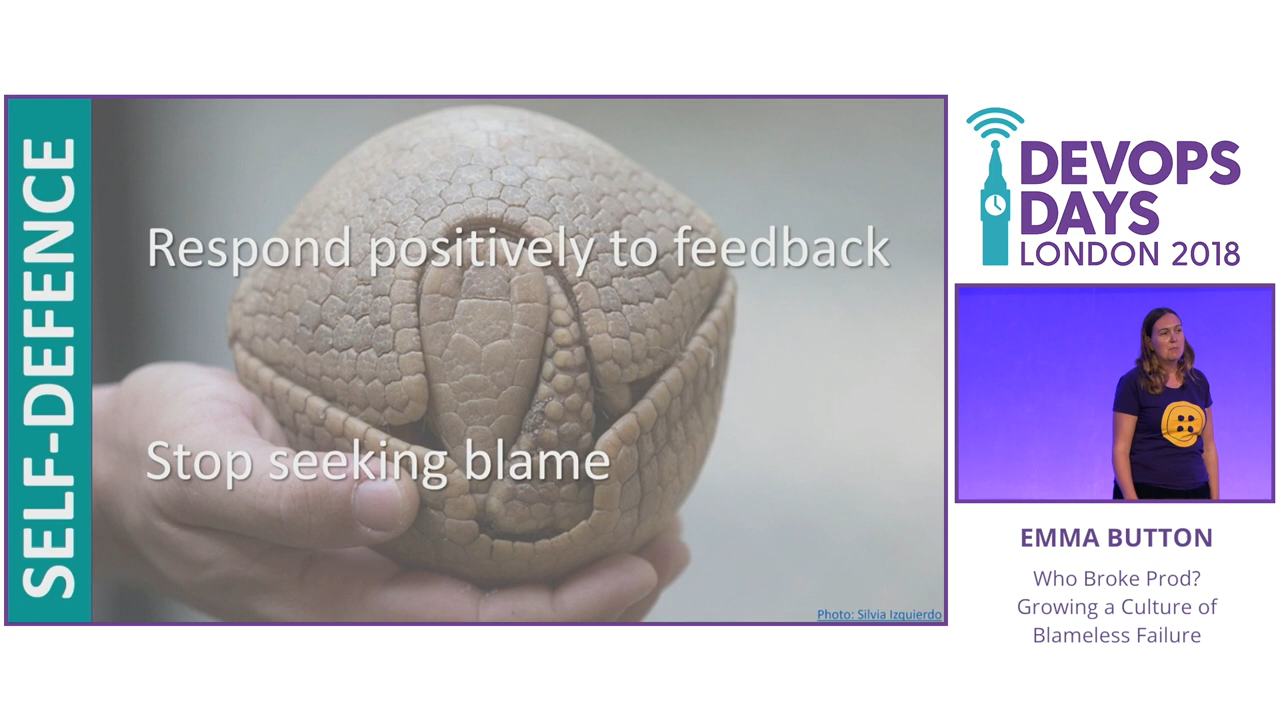 SELF-DEFENCE
Respond positively to feedback
Stop seeking blame
Photo: Silvia Izquierdo
DEVOPS
DAYS
LONDON 2018
EMMA BUTTON
Who Broke Prod?
Growing a Culture of
Blameless Failure